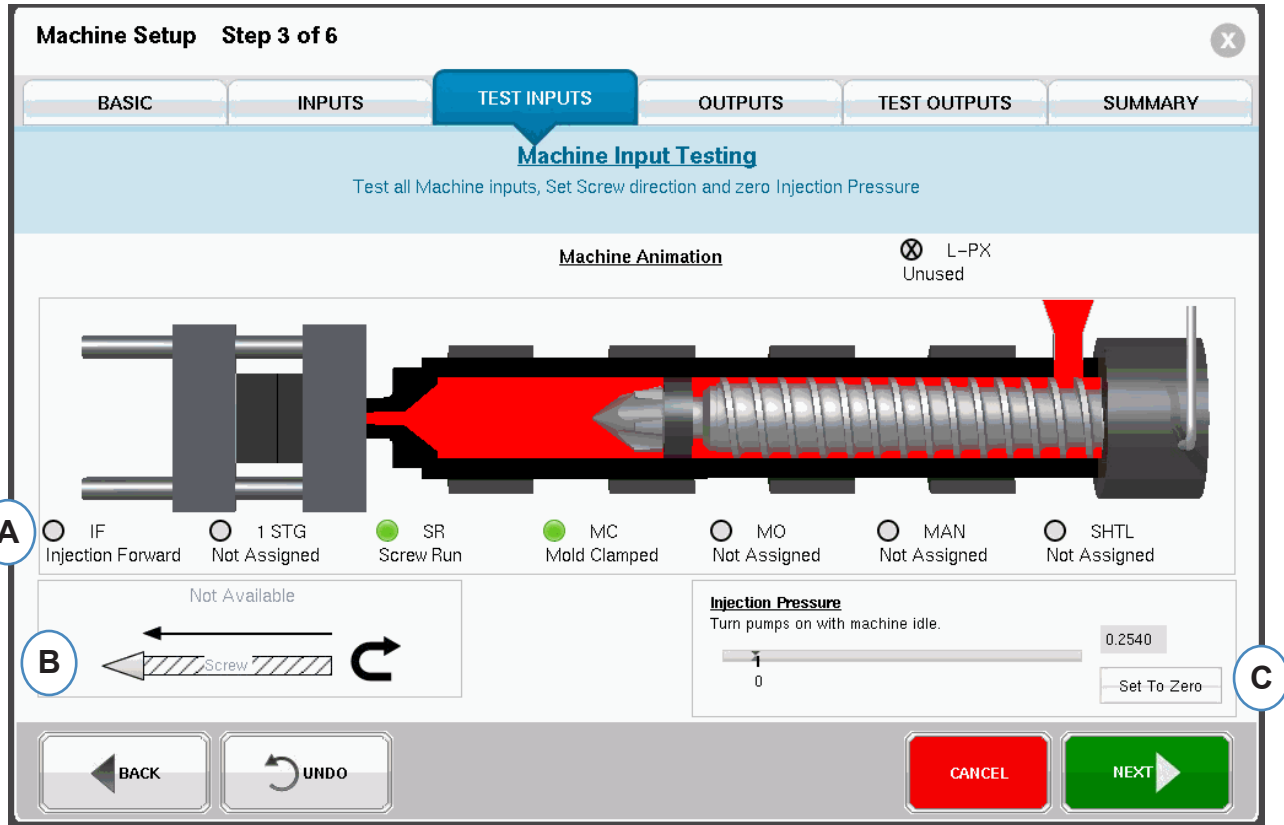 Machine Setup Step 3 of 6
X
BASIC INPUTS TEST INPUTS OUTPUTS TEST OUTPUTS SUMMARY
Machine Input Testing
Test all Machine inputs, Set Screw direction and zero Injection Pressure
Machine Animation
X L-PX
Unused
A
IF 1 STG SR MC MO MAN SHTL
Injection Forward Not Assigned Screw Run Mold Clamped Not Assigned Not Assigned Not Assigned
Not Available
B
Screw
Injection Pressure
Turn pumps on with machine idle.
0.2540
1
0
Set To Zero
C
BACK UNDO CANCEL NEXT